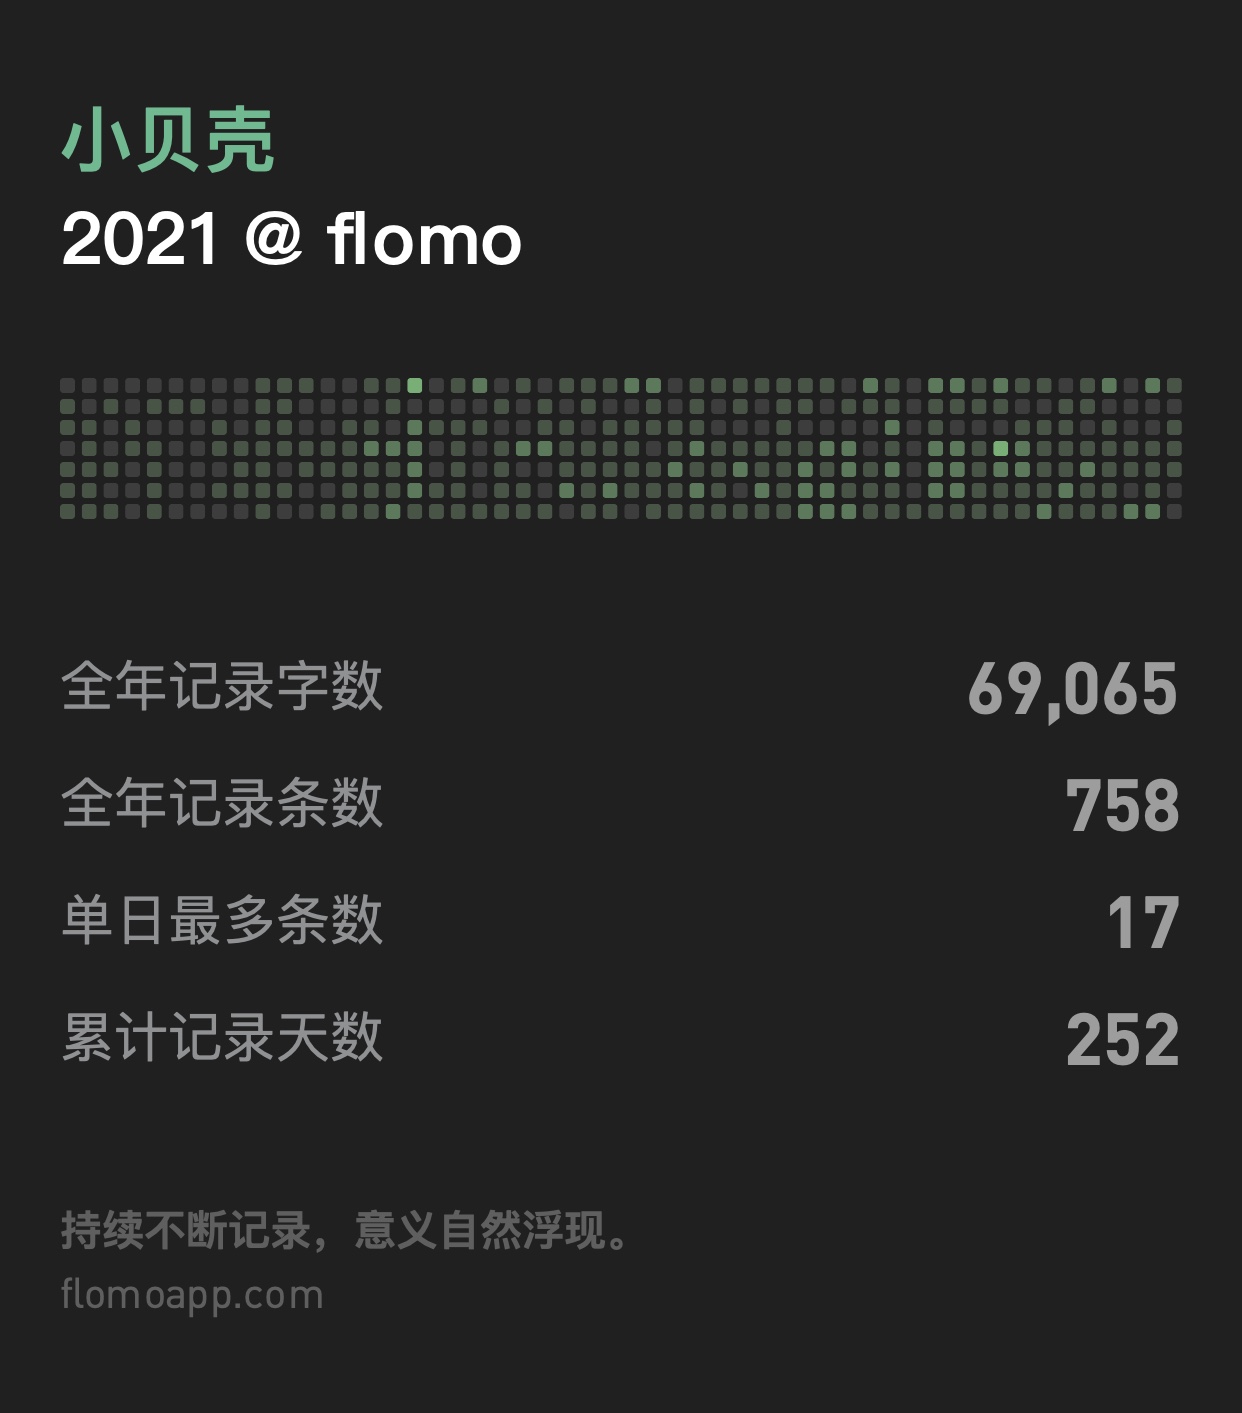 小贝壳
2021 @ flomo
全年记录字数 69,065
全年记录条数 758
单日最多条数 17
累计记录天数 252
持续不断记录，意义自然浮现。
flomoapp.com